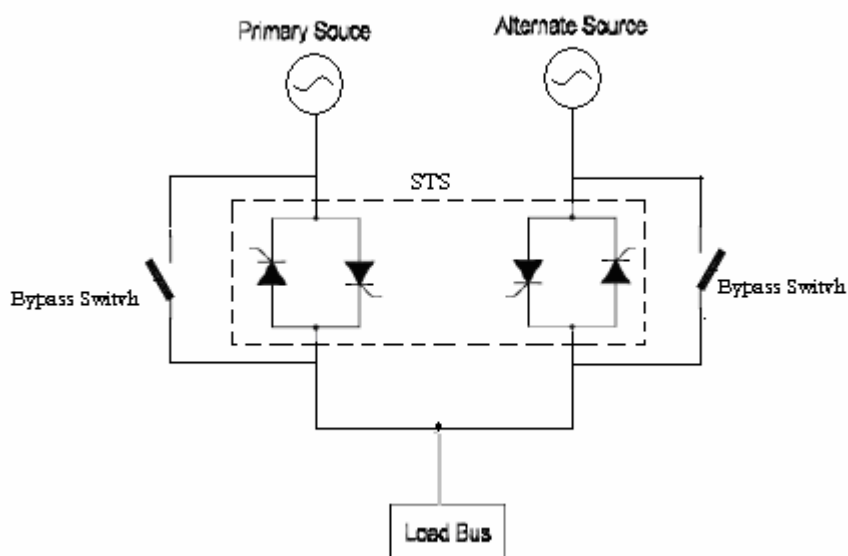 Primary Souce
Alternate Source
STS
Bypass Switvh
Bypass Switvh
Load Bus